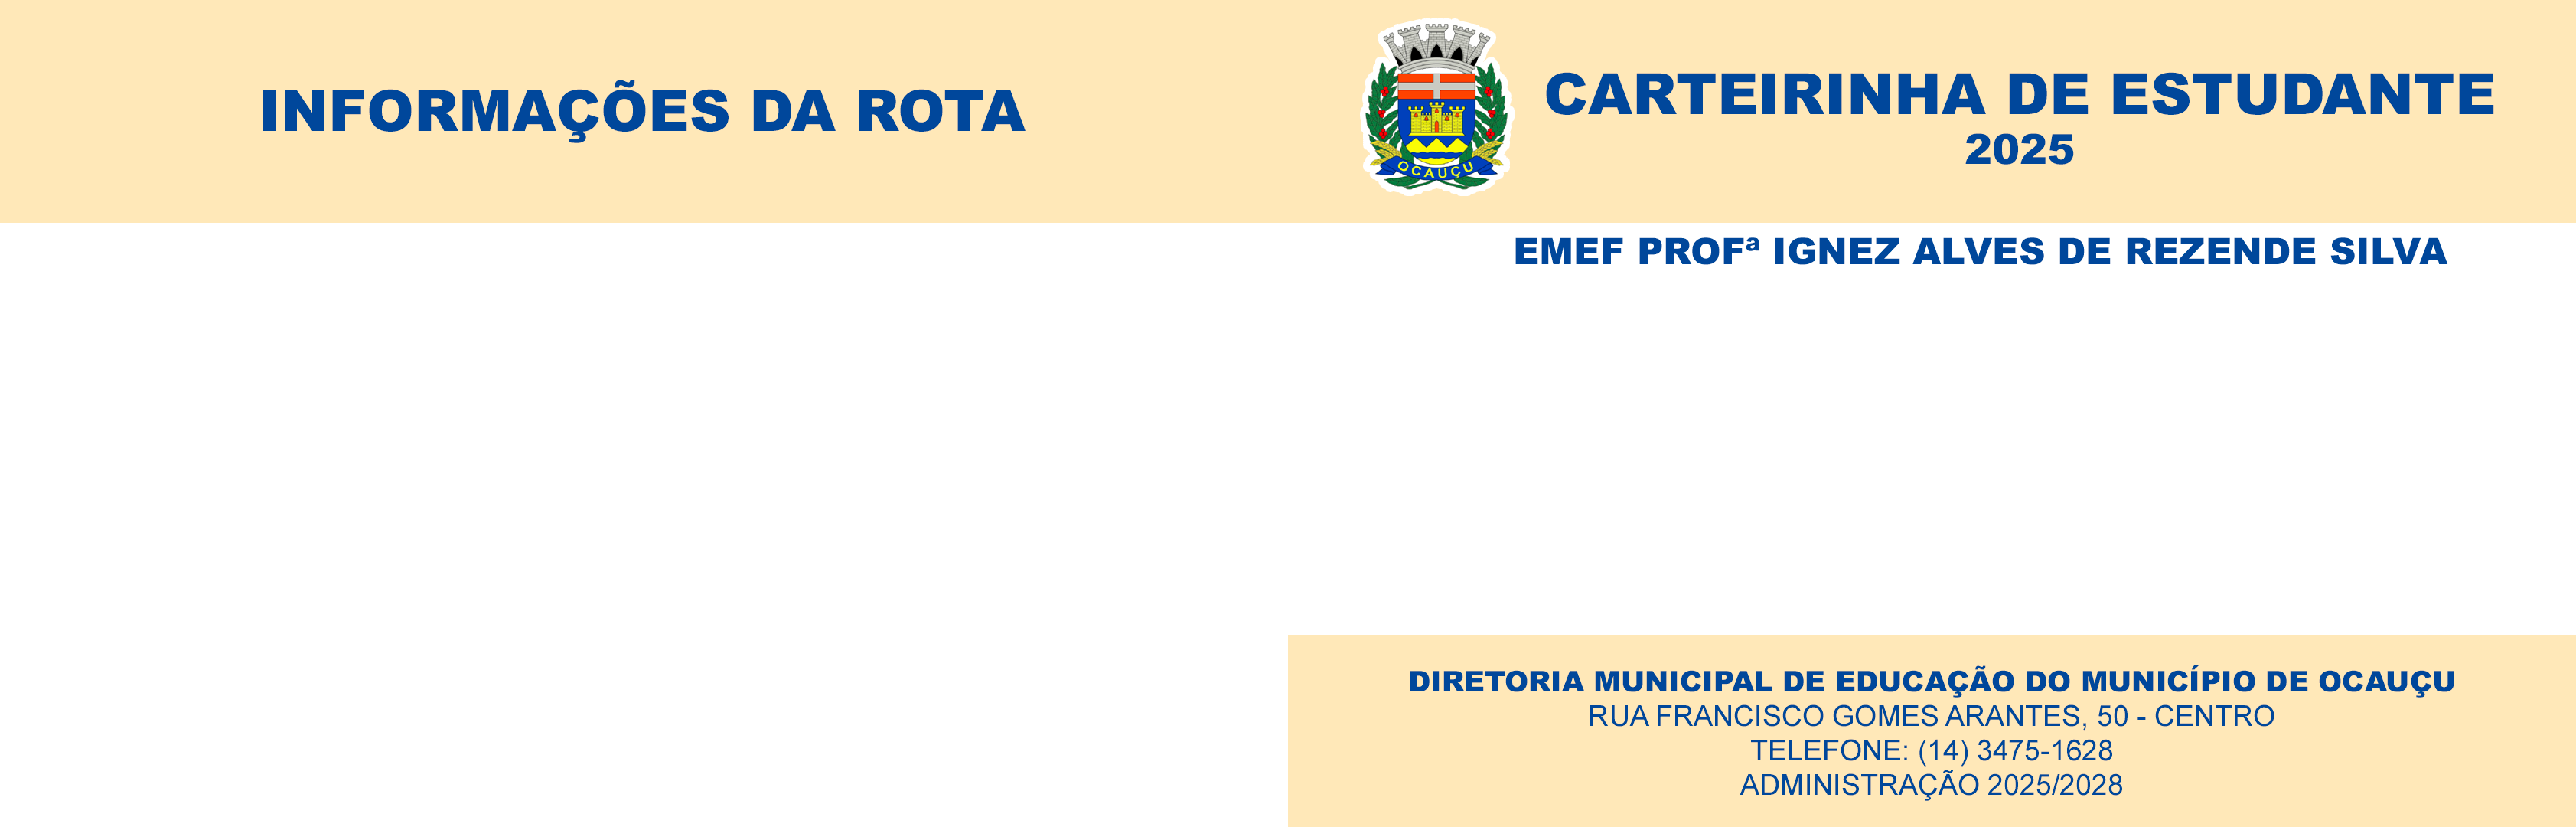 INFORMAÇÕES DA ROTA
OCAUÇU
CARTEIRINHA DE ESTUDANTE
2025
EMEF PROFª IGNEZ ALVES DE REZENDE SILVA
DIRETORIA MUNICIPAL DE EDUCAÇÃO DO MUNICÍPIO DE OCAUÇU
RUA FRANCISCO GOMES ARANTES, 50 - CENTRO
TELEFONE: (14) 3475-1628
ADMINISTRAÇÃO 2025/2028